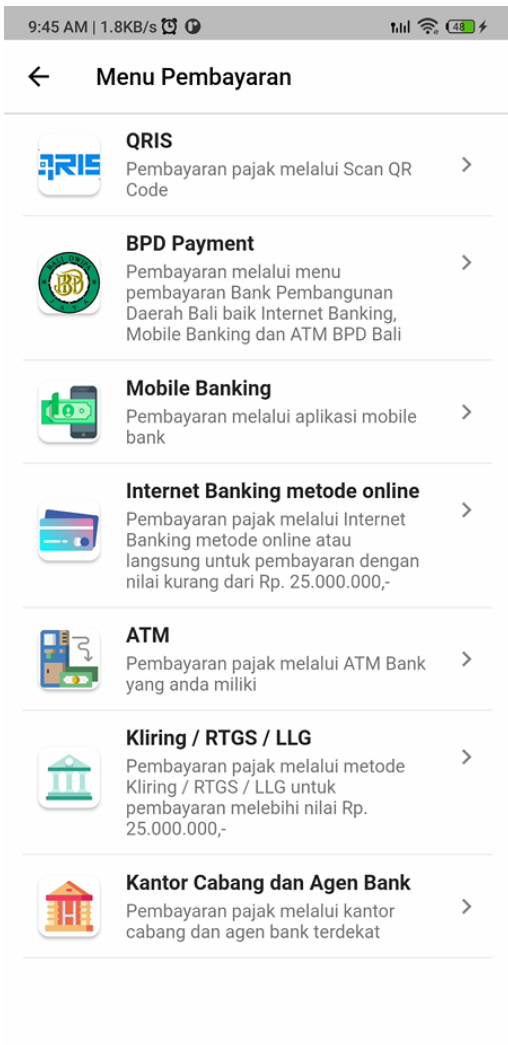 9:45 AM | 1.8KB/s
48
Menu Pembayaran
QRIS
QRIS
Pembayaran pajak melalui Scan QR
Code
BALI DWIPA
BPD
JAYA
BPD Payment
Pembayaran melalui menu
pembayaran Bank Pembangunan
Daerah Bali baik Internet Banking,
Mobile Banking dan ATM BPD Bali
Mobile Banking
Pembayaran melalui aplikasi mobile
bank
Internet Banking metode online
Pembayaran pajak melalui Internet
Banking metode online atau
langsung untuk pembayaran dengan
nilai kurang dari Rp. 25.000.000,-
ATM
Pembayaran pajak melalui ATM Bank
yang anda miliki
Kliring / RTGS / LLG
Pembayaran pajak melalui metode
Kliring / RTGS / LLG untuk
pembayaran melebihi nilai Rp.
25.000.000,-
Kantor Cabang dan Agen Bank
Pembayaran pajak melalui kantor
cabang dan agen bank terdekat